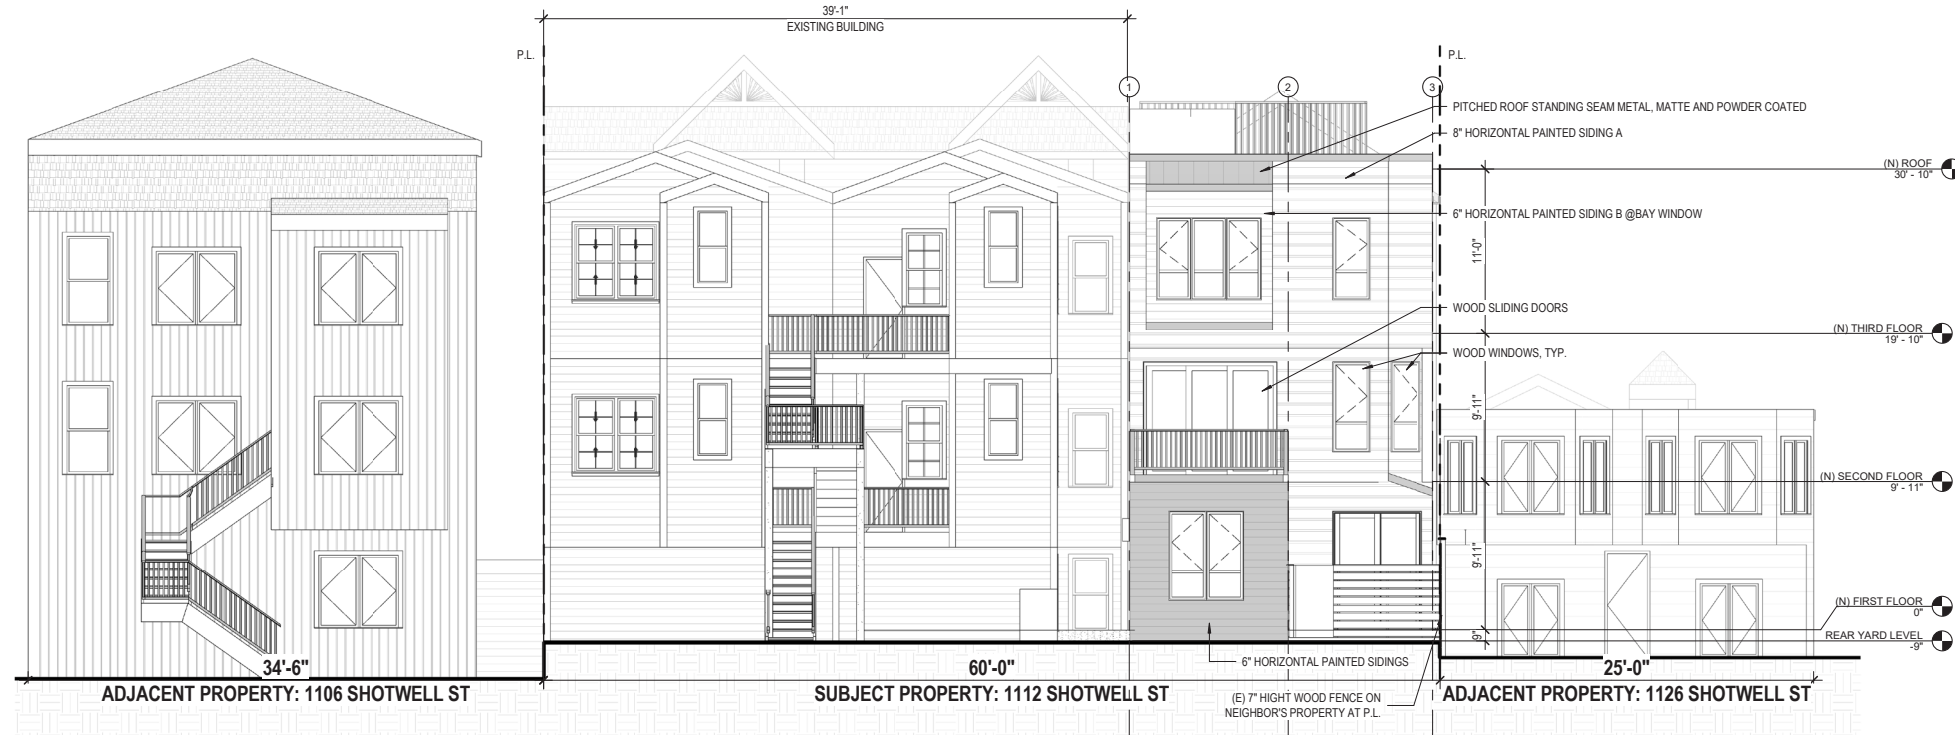 39'-1"
EXISTING BUILDING
P.L.
P.L.
1
2
3
PITCHED ROOF STANDING SEAM METAL, MATTE AND POWDER COATED
8" HORIZONTAL PAINTED SIDING A
(N) ROOF
30' - 10"
6" HORIZONTAL PAINTED SIDING B @BAY WINDOW
11'-0"
WOOD SLIDING DOORS
(N) THIRD FLOOR
19' - 10"
WOOD WINDOWS, TYP.
9'-11"
(N) SECOND FLOOR
9' - 11"
9'-11"
(N) FIRST FLOOR
0"
REAR YARD LEVEL
-9"
9"
6" HORIZONTAL PAINTED SIDINGS
34'-6"
60'-0"
25'-0"
ADJACENT PROPERTY: 1106 SHOTWELL ST
SUBJECT PROPERTY: 1112 SHOTWELL ST
ADJACENT PROPERTY: 1126 SHOTWELL ST
(E) 7" HIGHT WOOD FENCE ON
NEIGHBOR'S PROPERTY AT P.L.